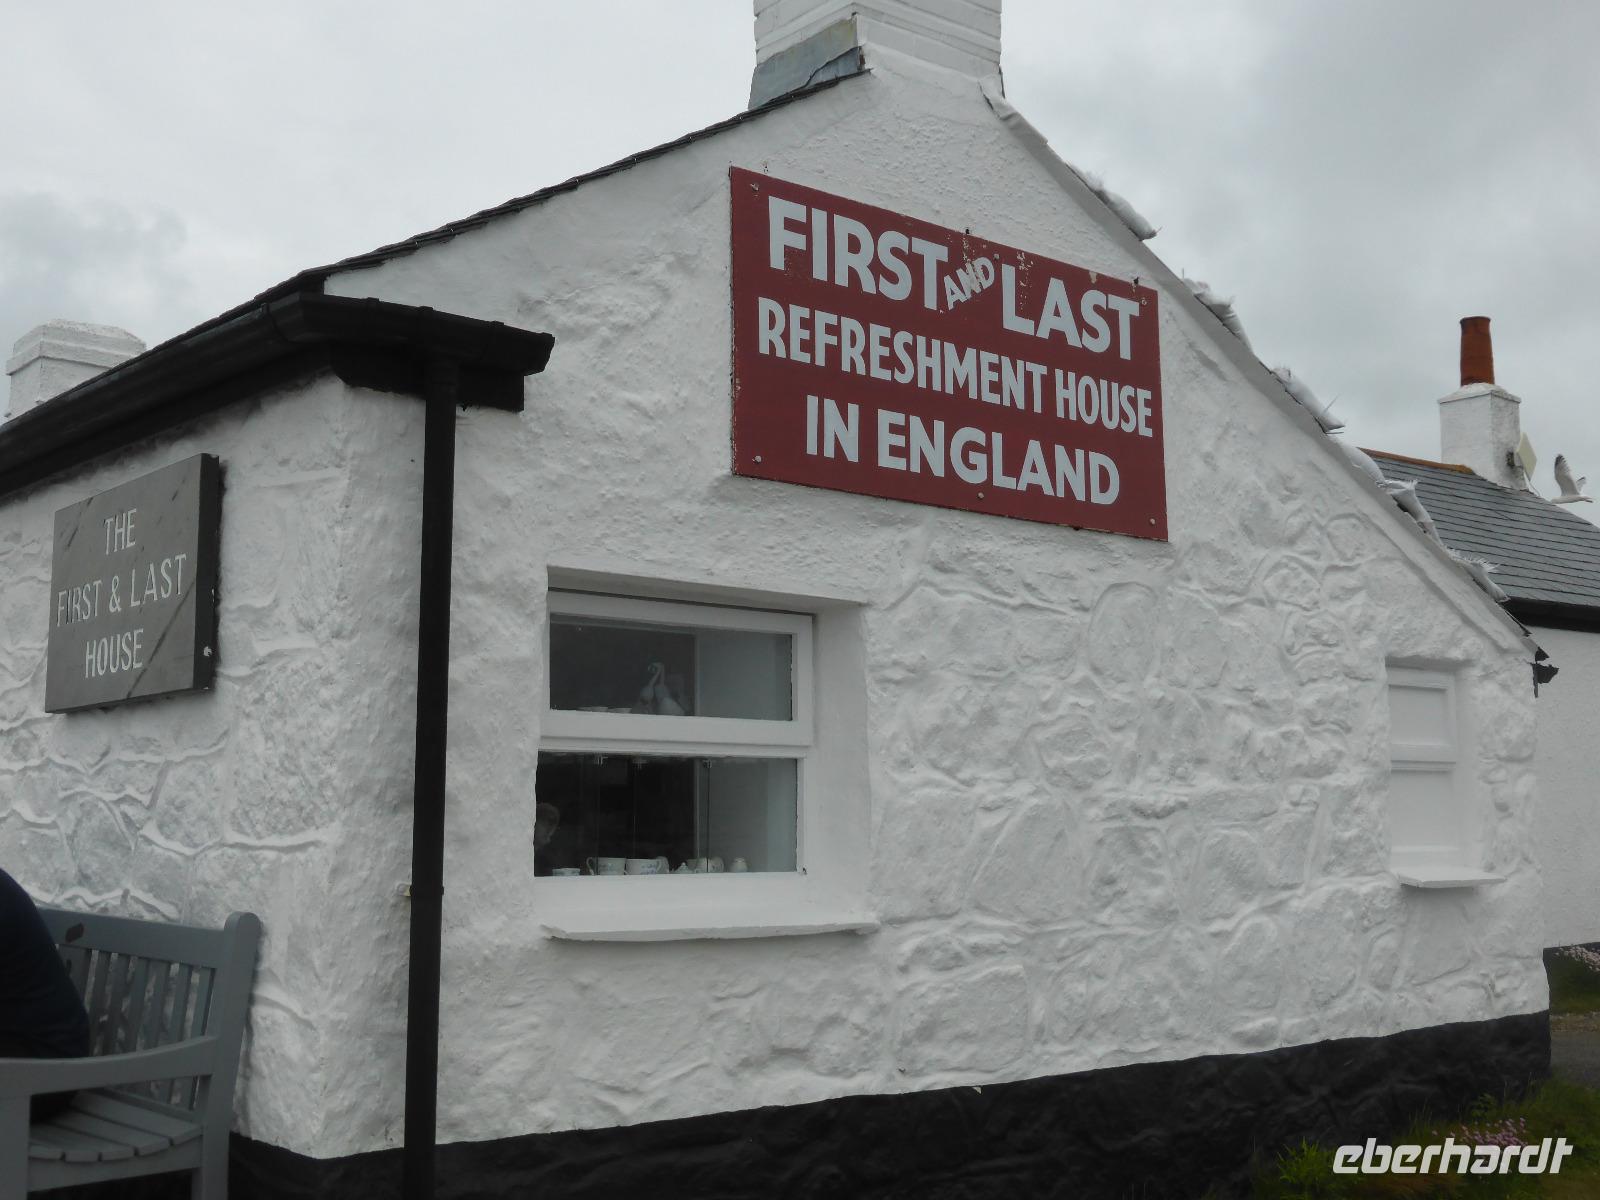 FIRST AND LAST
REFRESHMENT HOUSE
IN ENGLAND
THE
FIRST & LAST
HOUSE
eberhardt